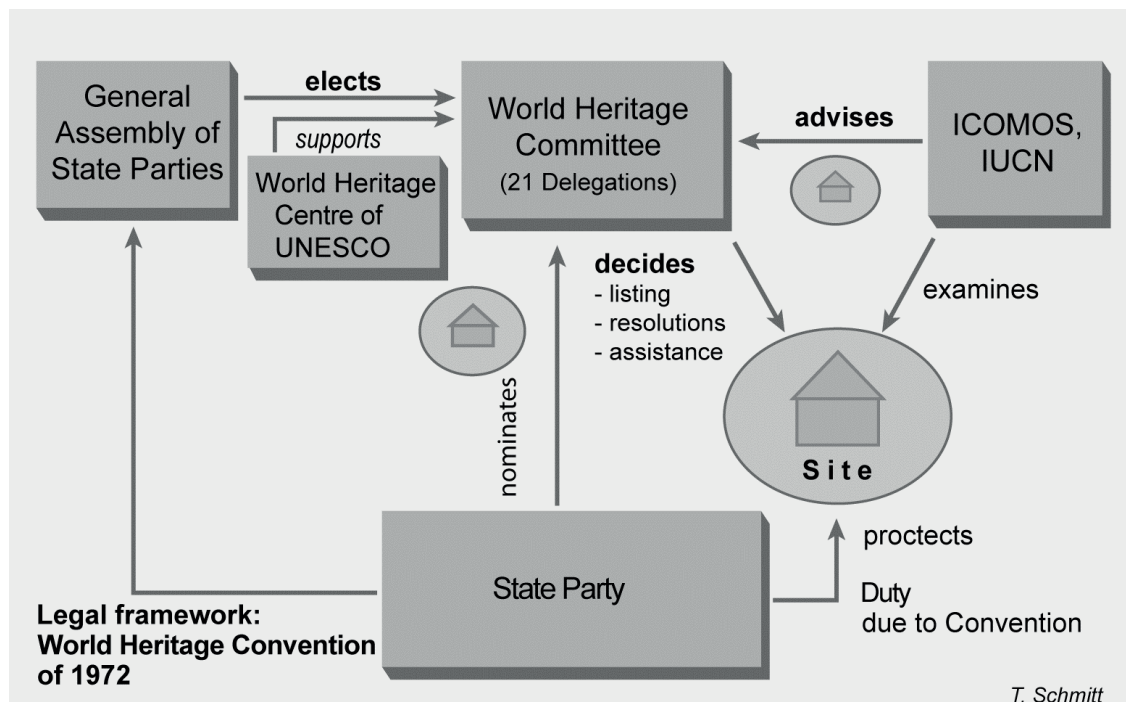 General
Assembly of
State Parties
elects
supports
World Heritage
Centre of
UNESCO
World Heritage
Committee
(21 Delegations)
advises
ICOMOS,
IUCN
decides
- listing
- resolutions
- assistance
examines
nominates
Site
State Party
proctects
Duty
due to Convention
Legal framework:
World Heritage Convention
of 1972
T. Schmitt